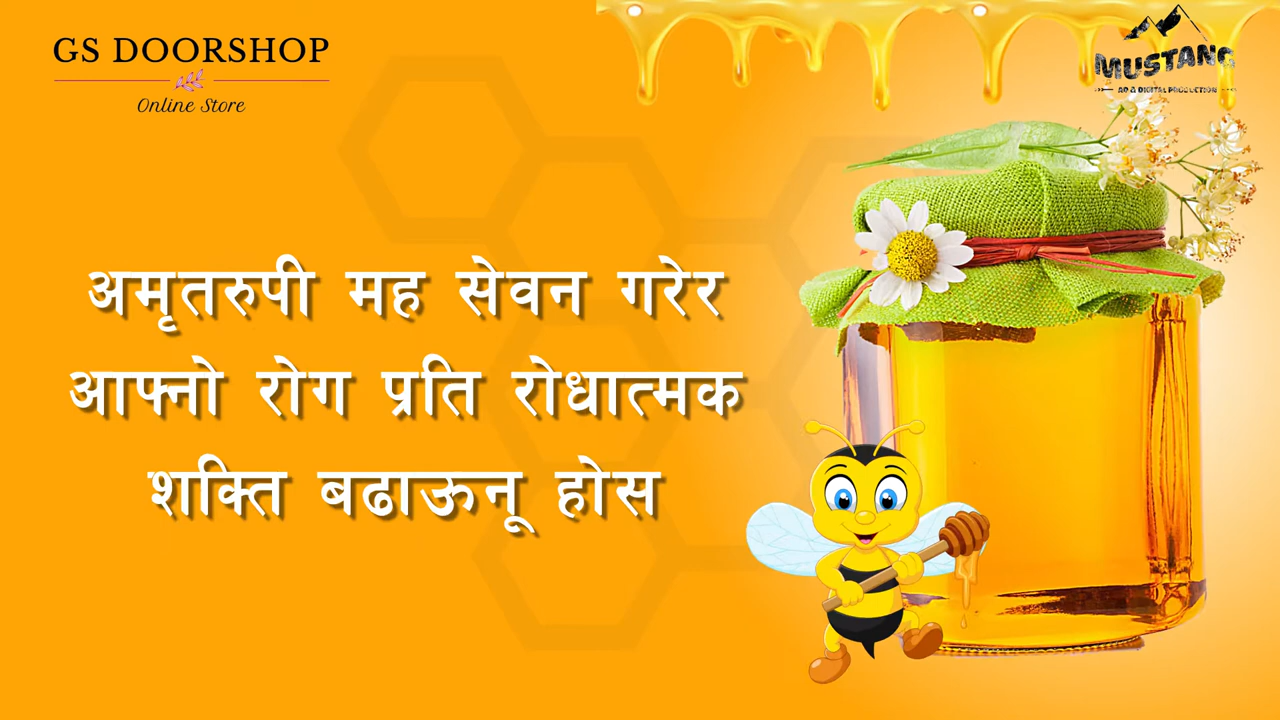 GS DOORSHOP
Online Store
MUSTANG
AD & DIGITAL PRODUCTION
अमृतरुपी मह सेवन गरेर
आफ्नो रोग प्रति रोधात्मक
शक्ति बढाऊनू होस